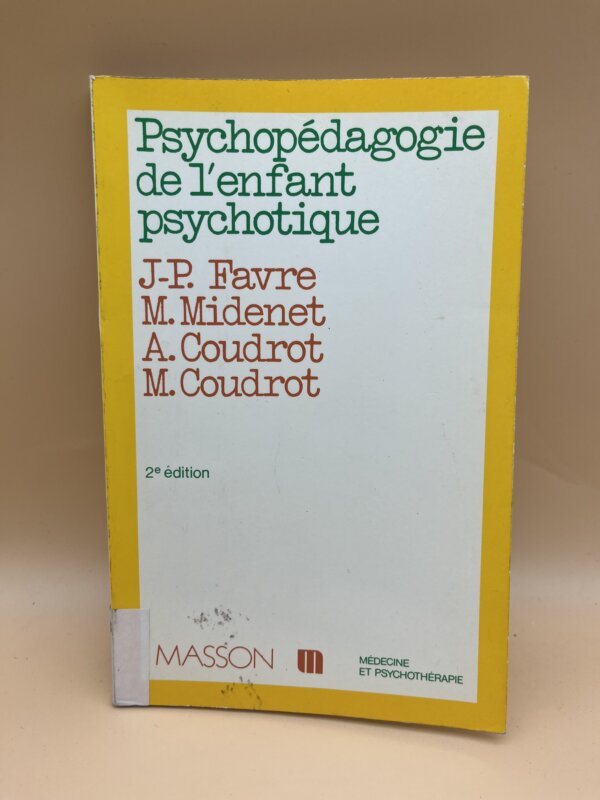 Psychopédagogie
de l'enfant
psychotique
J-P. Favre
M. Midenet
A. Coudrot
M. Coudrot
2e édition
MASSON m
MÉDECINE
ET PSYCHOTHÉRAPIE